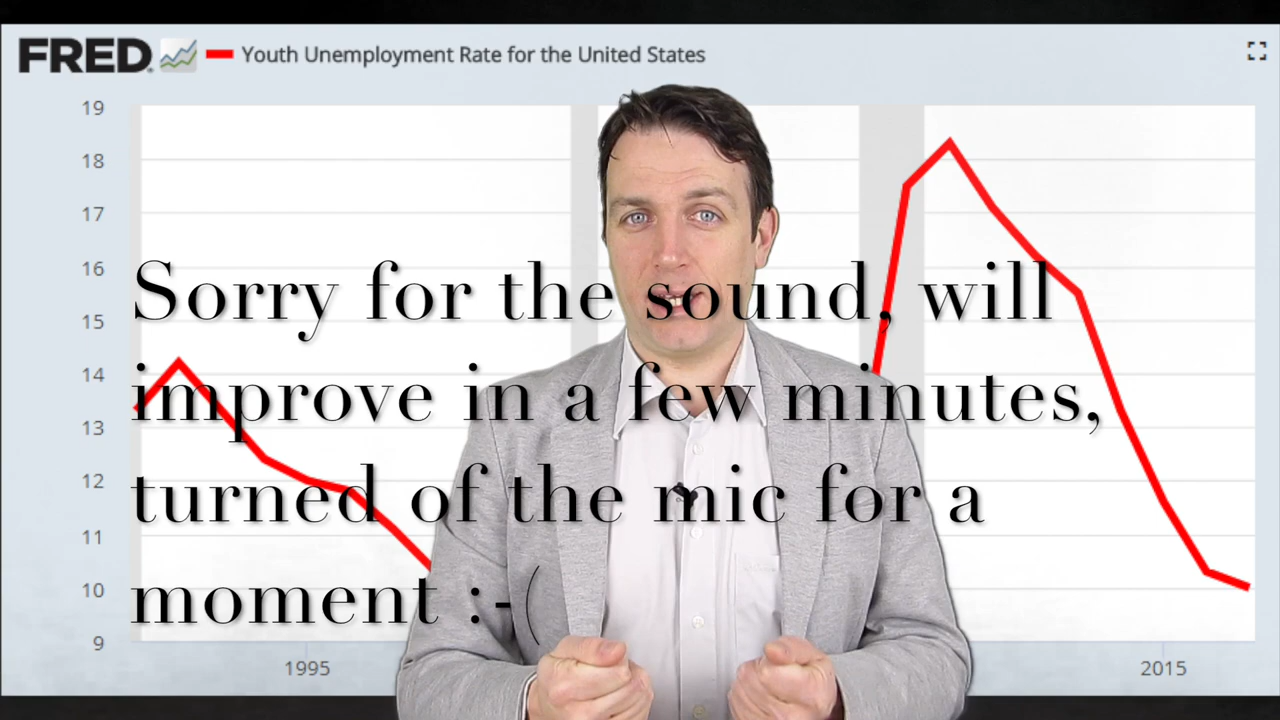 FRED
Youth Unemployment Rate for the United States
19
18
17
16
15
14
13
12
11
10
9
1995
2015
Sorry for the sound, will
improve in a few minutes,
turned of the mic for a
moment :-(